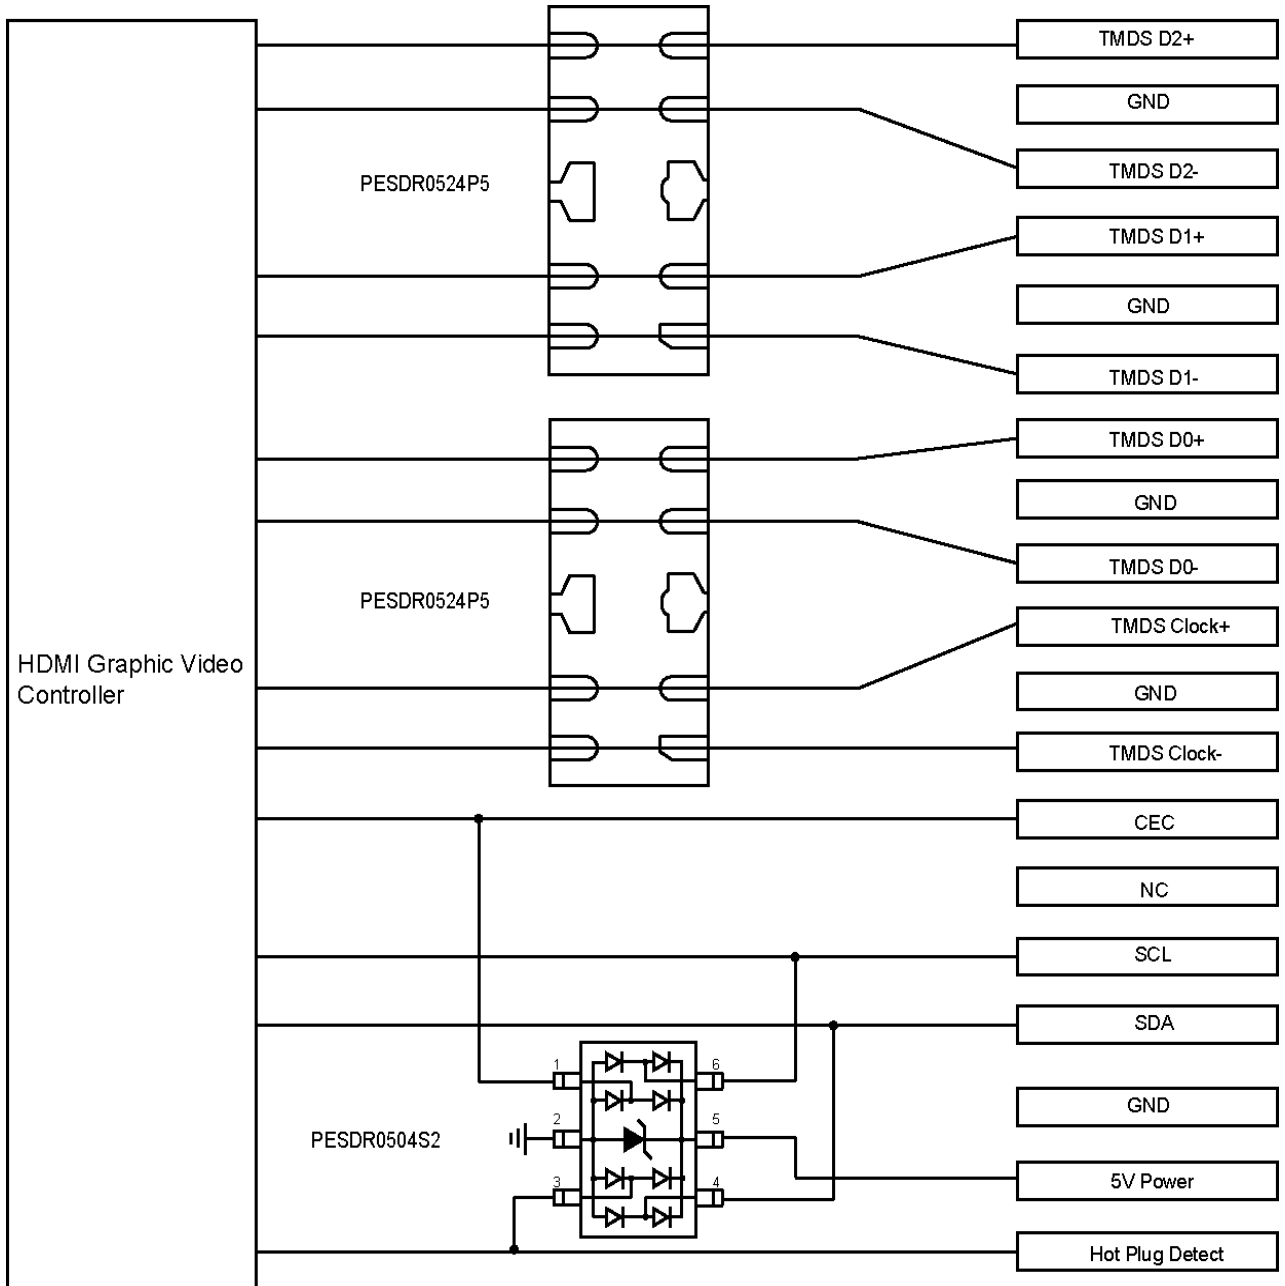 TMDS D2+
GND
PESDR0524P5
TMDS D2-
TMDS D1+
GND
TMDS D1-
TMDS D0+
GND
TMDS D0-
PESDR0524P5
TMDS Clock+
HDMI Graphic Video
Controller
GND
TMDS Clock-
CEC
NC
SCL
SDA
1
6
GND
2
5
PESDR0504S2
3
4
5V Power
Hot Plug Detect